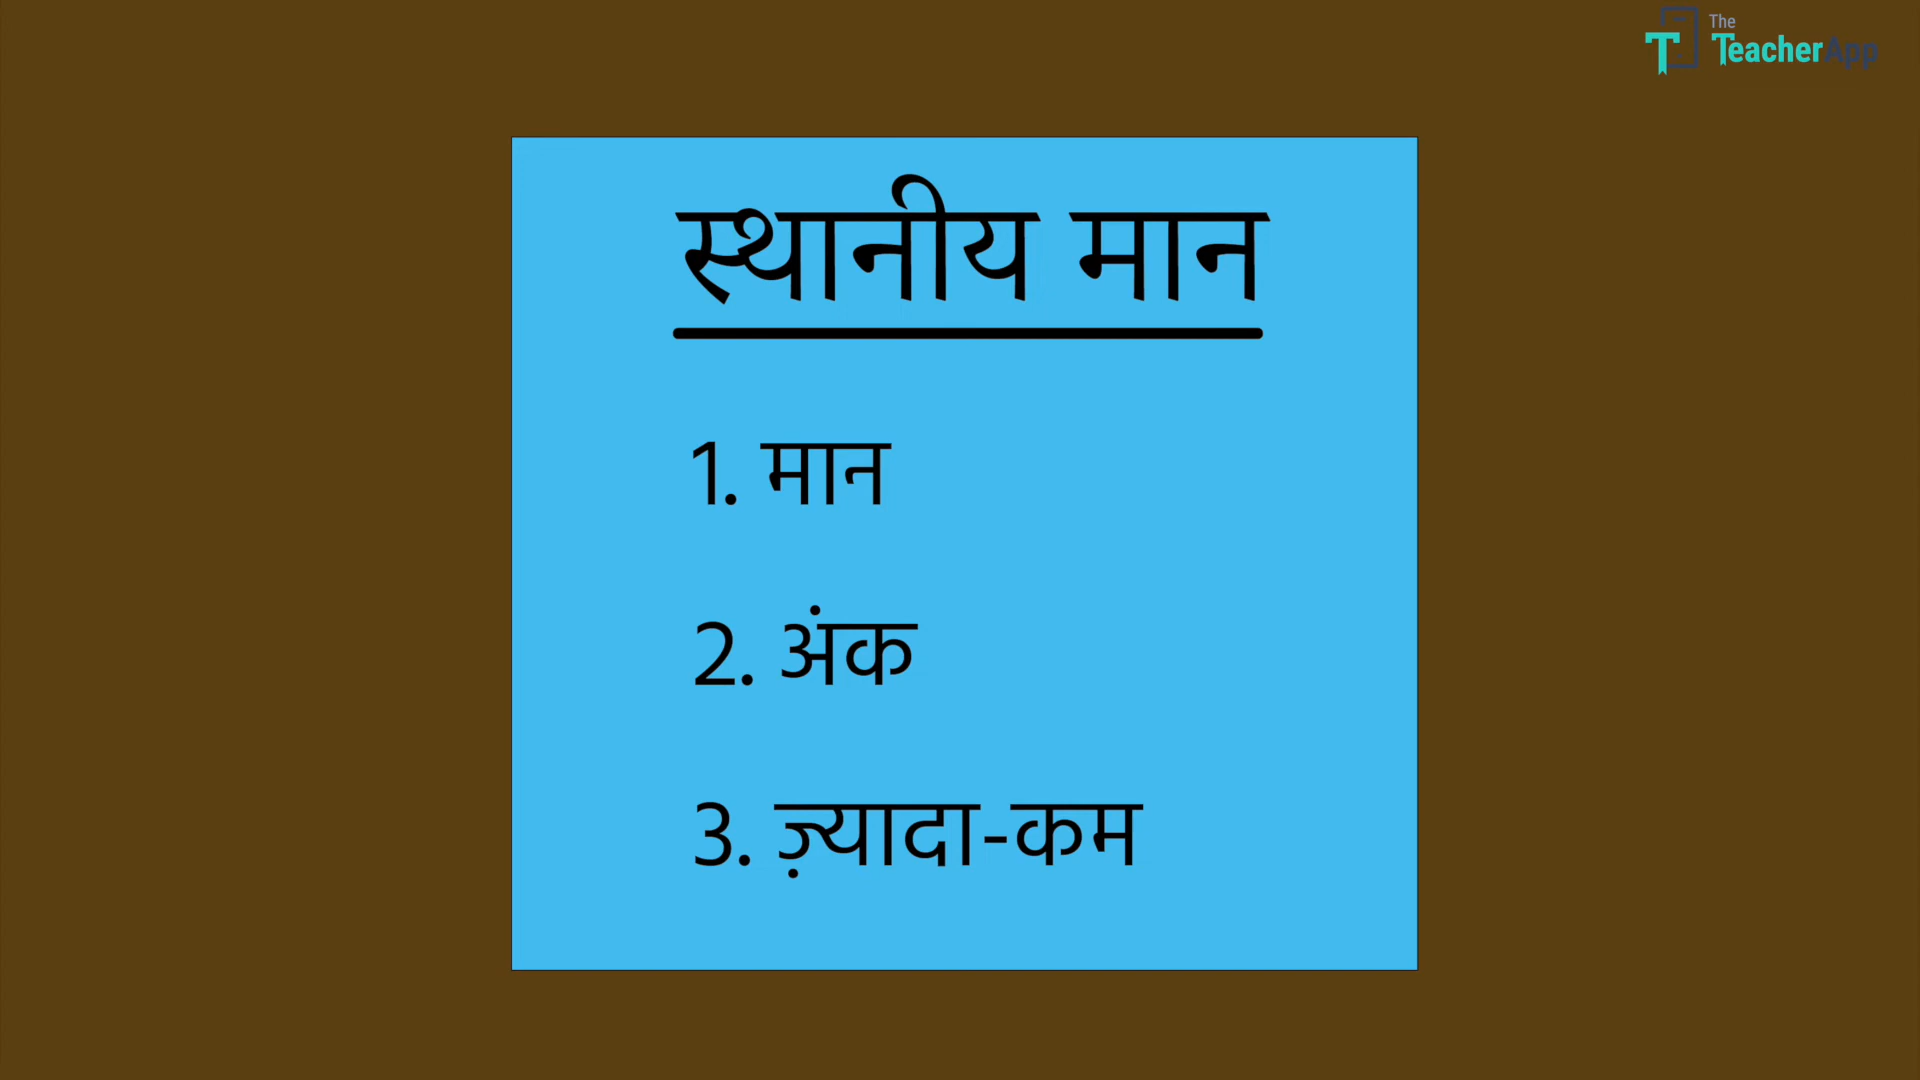 The
TeacherApp
स्थानीय मान
1. मान
2. अंक
3. ज़्यादा-कम